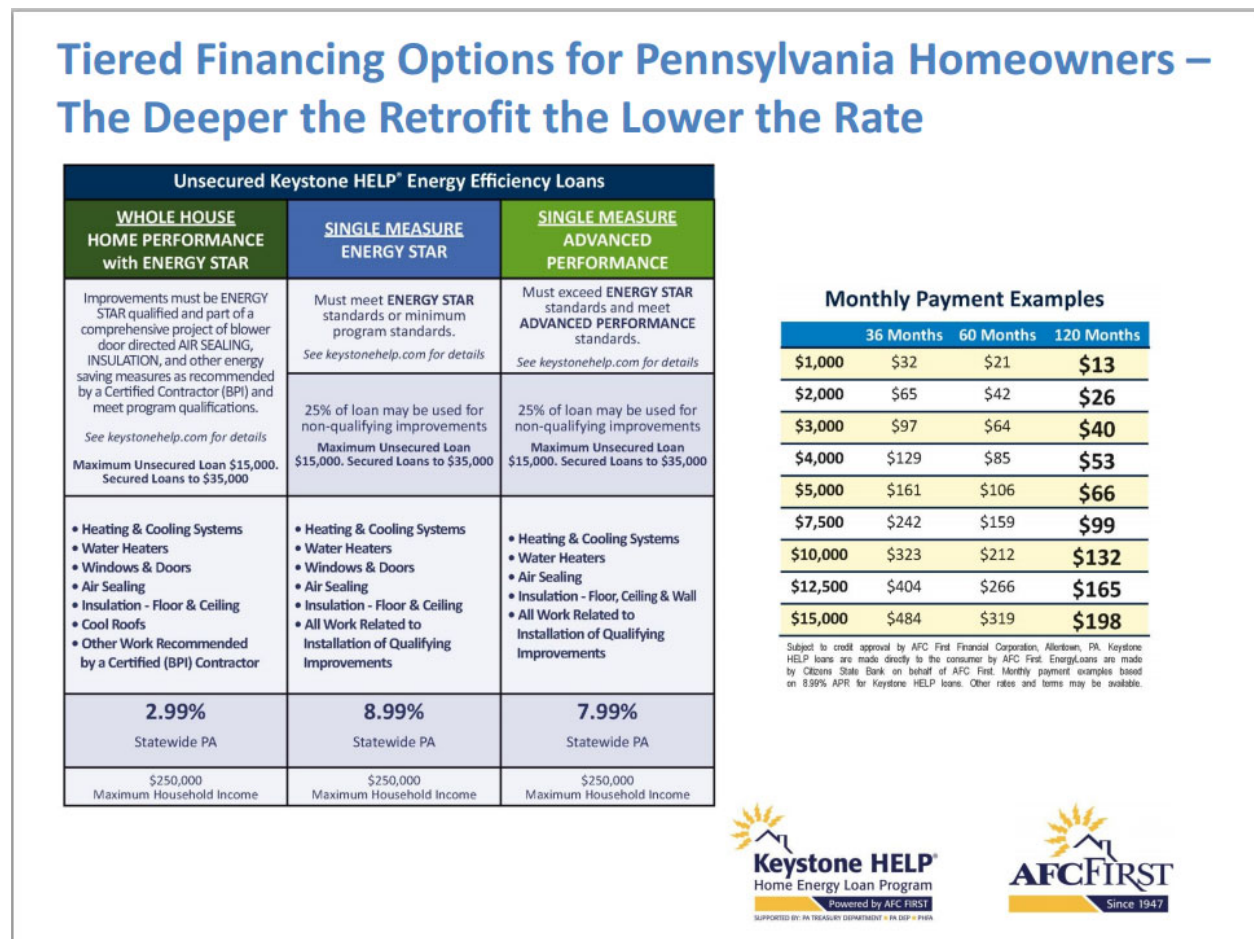 Tiered Financing Options for Pennsylvania Homeowners –
The Deeper the Retrofit the Lower the Rate
Unsecured Keystone HELP® Energy Efficiency Loans
WHOLE HOUSE
HOME PERFORMANCE
with ENERGY STAR
Improvements must be ENERGY
STAR qualified and part of a
comprehensive project of blower
door directed AIR SEALING,
INSULATION, and other energy
saving measures as recommended
by a Certified Contractor (BPI) and
meet program qualifications.
See keystonehelp.com for details
Maximum Unsecured Loan $15,000.
Secured Loans to $35,000
• Heating & Cooling Systems
• Water Heaters
• Windows & Doors
• Air Sealing
• Insulation - Floor & Ceiling
• Cool Roofs
• Other Work Recommended
by a Certified (BPI) Contractor
2.99%
Statewide PA
$250,000
Maximum Household Income
SINGLE MEASURE
ENERGY STAR
Must meet ENERGY STAR
standards or minimum
program standards.
See keystonehelp.com for details
25% of loan may be used for
non-qualifying improvements
Maximum Unsecured Loan
$15,000. Secured Loans to $35,000
• Heating & Cooling Systems
• Water Heaters
• Windows & Doors
• Air Sealing
• Insulation - Floor & Ceiling
• All Work Related to
Installation of Qualifying
Improvements
8.99%
Statewide PA
$250,000
Maximum Household Income
SINGLE MEASURE
ADVANCED
PERFORMANCE
Must exceed ENERGY STAR
standards and meet
ADVANCED PERFORMANCE
standards.
See keystonehelp.com for details
25% of loan may be used for
non-qualifying improvements
Maximum Unsecured Loan
$15,000. Secured Loans to $35,000
• Heating & Cooling Systems
• Water Heaters
• Air Sealing
• Insulation - Floor, Ceiling & Wall
• All Work Related to
Installation of Qualifying
Improvements
7.99%
Statewide PA
$250,000
Maximum Household Income
Monthly Payment Examples
36 Months 60 Months 120 Months
$1,000 $32 $21 $13
$2,000 $65 $42 $26
$3,000 $97 $64 $40
$4,000 $129 $85 $53
$5,000 $161 $106 $66
$7,500 $242 $159 $99
$10,000 $323 $212 $132
$12,500 $404 $266 $165
$15,000 $484 $319 $198
Subject to credit approval by AFC First Financial Corporation, Allentown, PA. Keystone
HELP loans are made directly to the consumer by AFC First. EnergyLoans are made
by Citizens State Bank on behalf of AFC First. Monthly payment examples based
on 8.99% APR for Keystone HELP loans. Other rates and terms may be available.
Keystone HELP®
Home Energy Loan Program
Powered by AFC FIRST
SUPPORTED BY: PA TREASURY DEPARTMENT • PA DEP • PHFA
AFCFIRST
Since 1947